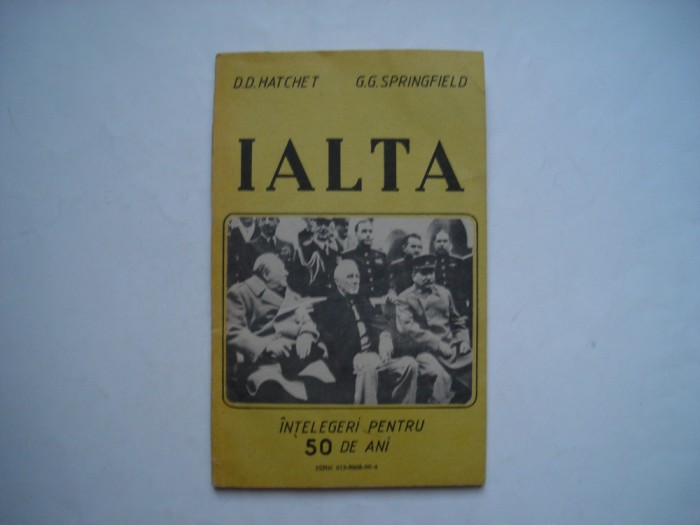 D.D. HATCHET G.G. SPRINGFIELD
IALTA
ÎNȚELEGERI PENTRU
50 DE ANI